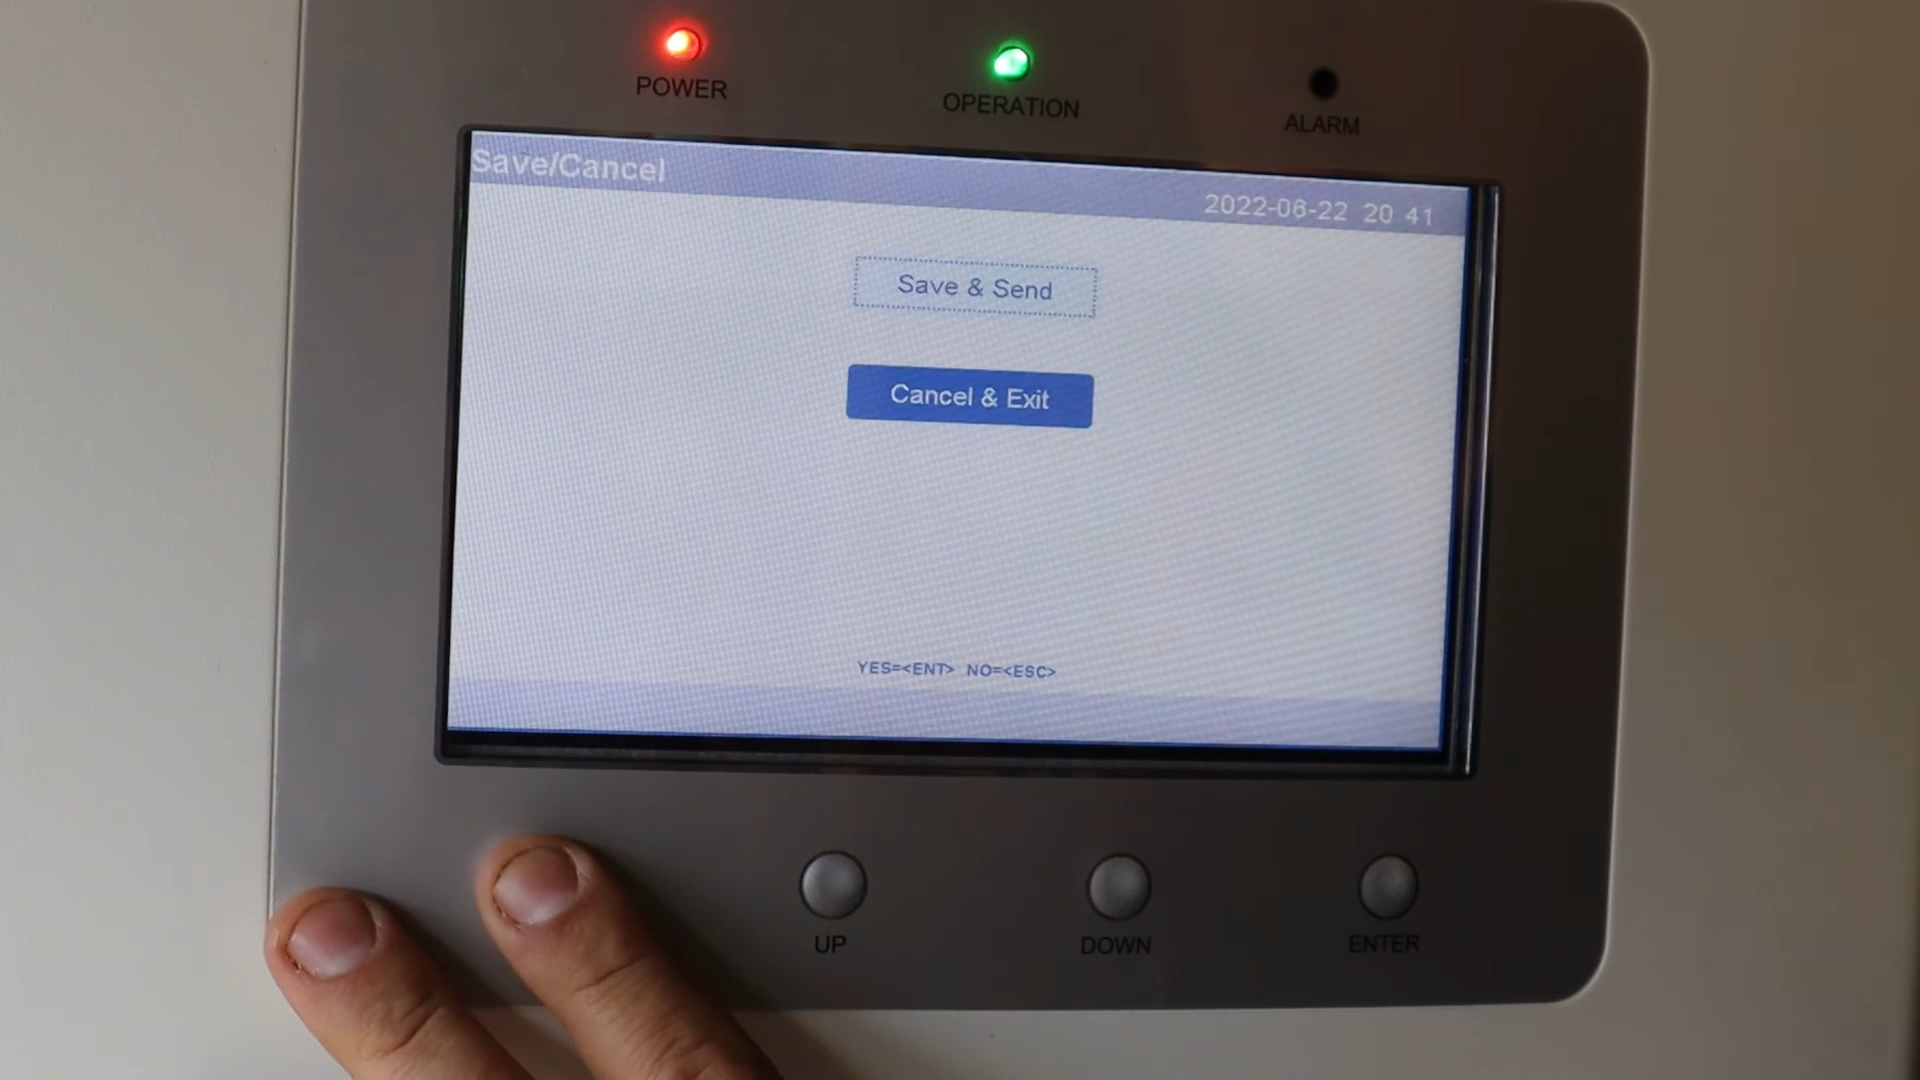 POWER
OPERATION
ALARM
Save/Cancel
2022-06-22 20 41
Save & Send
Cancel & Exit
YES=<ENT> NO=<ESC>
UP
DOWN
ENTER